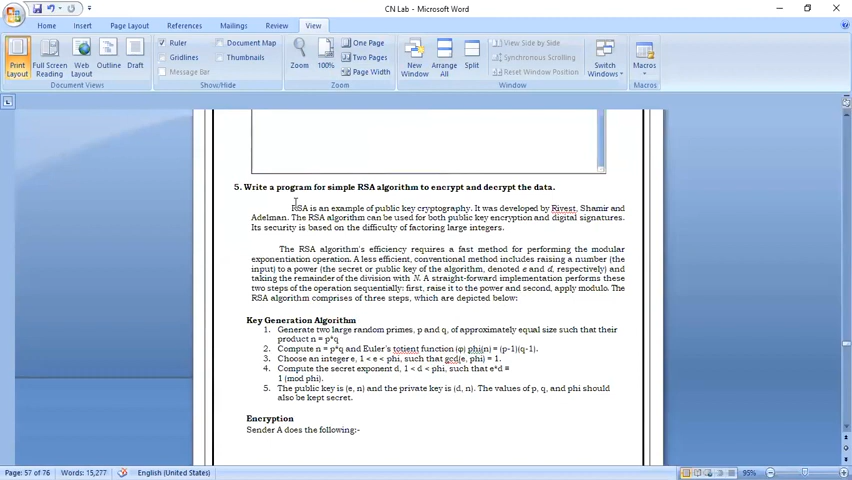 CN Lab - Microsoft Word
Home Insert Page Layout References Mailings Review View
Print Layout Full Screen Reading Web Layout Outline Draft
Ruler Document Map
Gridlines Thumbnails
Message Bar
Zoom 100% One Page
Two Pages
Page Width
New Window Arrange All Split
View Side by Side
Synchronous Scrolling
Reset Window Position
Switch Windows Macros
Document Views Show/Hide Zoom Window Macros
5. Write a program for simple RSA algorithm to encrypt and decrypt the data.
RSA is an example of public key cryptography. It was developed by Rivest, Shamir and
Adelman. The RSA algorithm can be used for both public key encryption and digital signatures.
Its security is based on the difficulty of factoring large integers.
The RSA algorithm's efficiency requires a fast method for performing the modular
exponentiation operation. A less efficient, conventional method includes raising a number (the
input) to a power (the secret or public key of the algorithm, denoted e and d, respectively) and
taking the remainder of the division with N. A straight-forward implementation performs these
two steps of the operation sequentially: first, raise it to the power and second, apply modulo. The
RSA algorithm comprises of three steps, which are depicted below:
Key Generation Algorithm
1. Generate two large random primes, p and q, of approximately equal size such that their
product n = p*q
2. Compute n = p*q and Euler's totient function (φ) phi(n) = (p-1)(q-1).
3. Choose an integer e, 1 < e < phi, such that gcd(e, phi) = 1.
4. Compute the secret exponent d, 1 < d < phi, such that e*d ≡
1 (mod phi).
5. The public key is (e, n) and the private key is (d, n). The values of p, q, and phi should
also be kept secret.
Encryption
Sender A does the following:-
Page: 57 of 76 Words: 15,277 English (United States) 95%